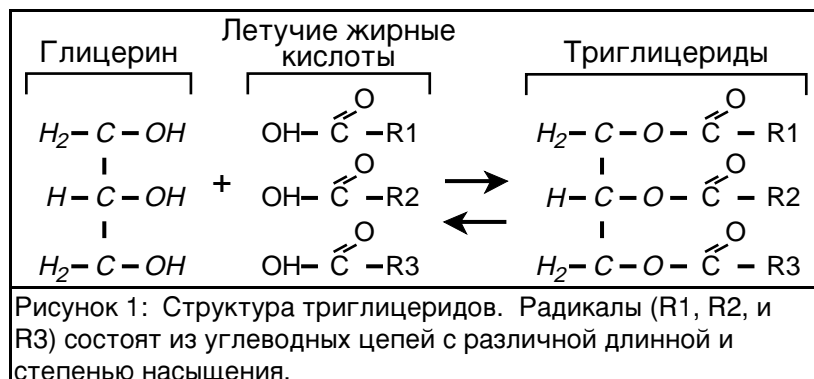 Глицерин
Летучие жирные
кислоты
Триглицериды
O O
H2– C – OH OH– C –R1 H2– C – O – C – R1
O O
H – C – OH + OH– C –R2 H – C – O – C – R2
O O
H2– C – OH OH– C –R3 H2– C – O – C – R3
Рисунок 1: Структура триглицеридов. Радикалы (R1, R2, и
R3) состоят из углеводных цепей с различной длинной и
степенью насыщения.